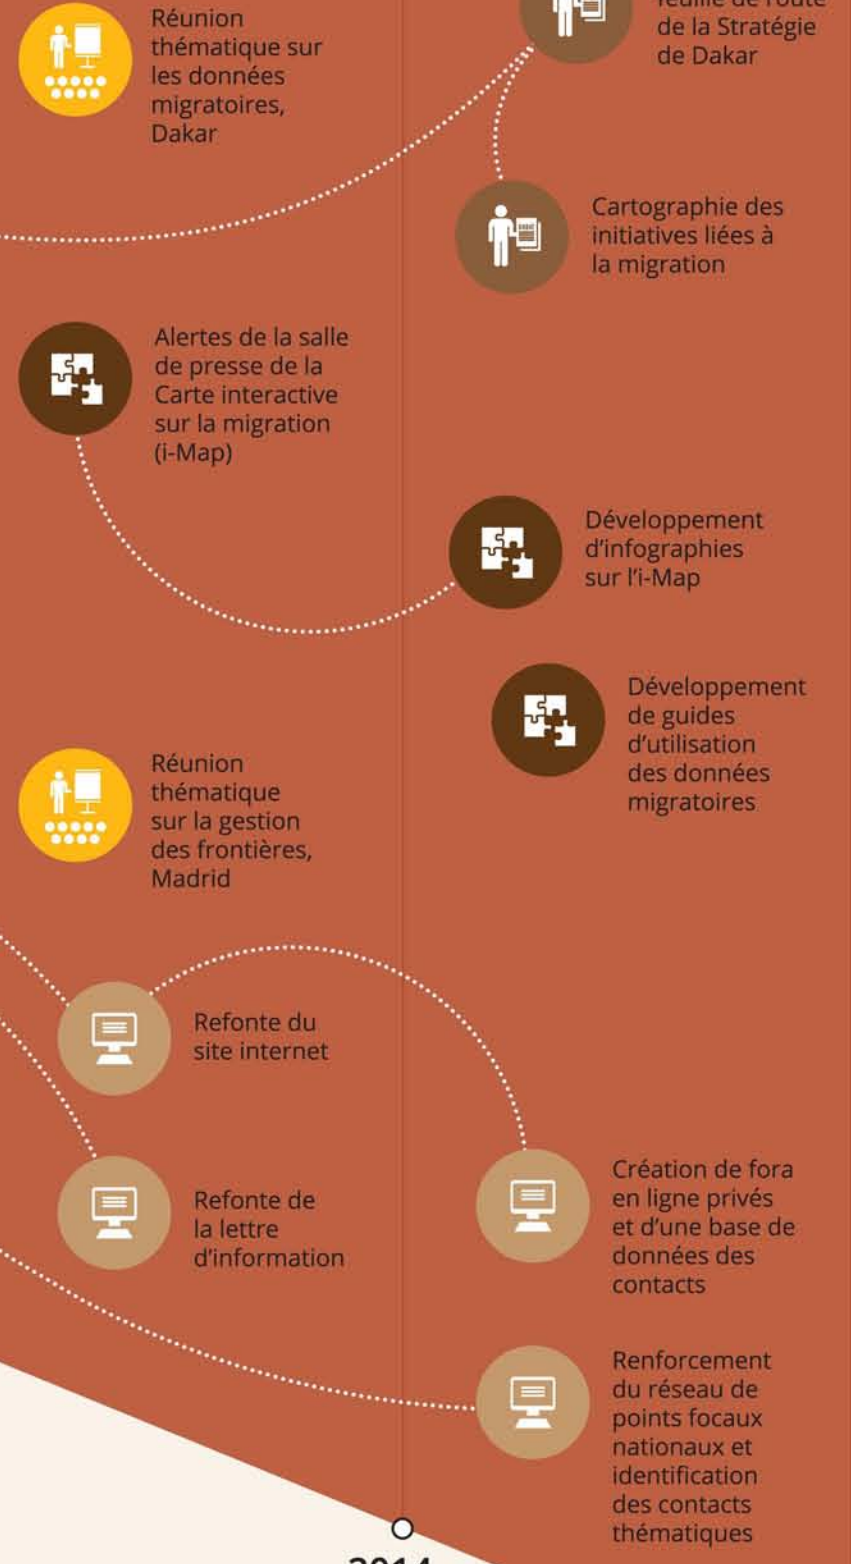 Réunion
thématique sur
les données
migratoires,
Dakar
feuille de route
de la Stratégie
de Dakar
Cartographie des
initiatives liées à
la migration
Alertes de la salle
de presse de la
Carte interactive
sur la migration
(i-Map)
Développement
d'infographies
sur l'i-Map
Développement
de guides
d'utilisation
des données
migratoires
Réunion
thématique
sur la gestion
des frontières,
Madrid
Refonte du
site internet
Refonte de
la lettre
d'information
Création de fora
en ligne privés
et d'une base de
données des
contacts
Renforcement
du réseau de
points focaux
nationaux et
identification
des contacts
thématiques
2014